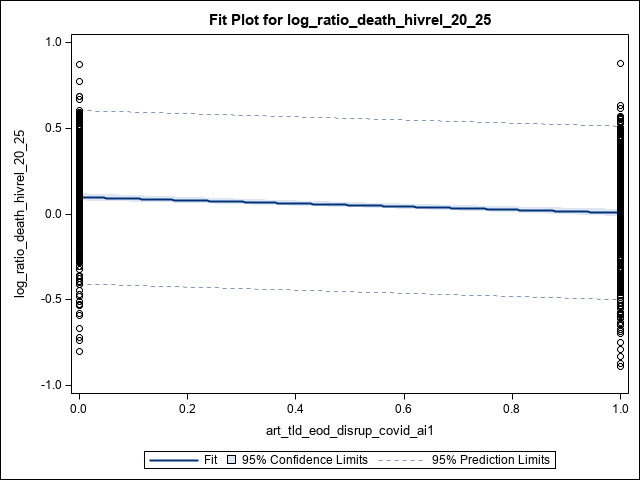 Fit Plot for log_ratio_death_hivrel_20_25
log_ratio_death_hivrel_20_25
1.0
0.5
0.0
-0.5
-1.0
0.0 0.2 0.4 0.6 0.8 1.0
art_tld_eod_disrup_covid_ai1
Fit 95% Confidence Limits 95% Prediction Limits